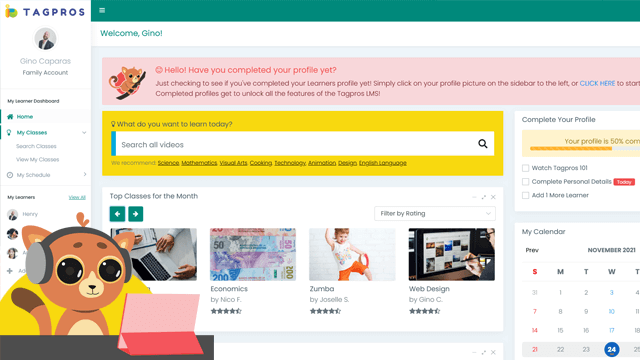 TAGPROS
Gino Caparas
Family Account
My Learner Dashboard
Home
My Classes
Search Classes
View My Classes
My Schedule
My Learners
View All
Henry
Welcome, Gino!
Hello! Have you completed your profile yet?
Just checking to see if you've completed your Learners profile yet! Simply click on your profile picture on the sidebar to the left, or CLICK HERE to start
Completed profiles get to unlock all the features of the Tagpros LMS!
What do you want to learn today?
Search all videos
We recommend: Science, Mathematics, Visual Arts, Cooking, Technology, Animation, Design, English Language
Top Classes for the Month
Filter by Rating
Economics
by Nico F.
Zumba
by Joselle S.
Web Design
by Gino C.
Complete Your Profile
Your profile is 50% com
Watch Tagpros 101
Complete Personal Details Today
Add 1 More Learner
My Calendar
Prev NOVEMBER 2021
S M T W T
31 1 2 3 4
7 8 9 10 11
14 15 16 17 18
21 22 23 24 25